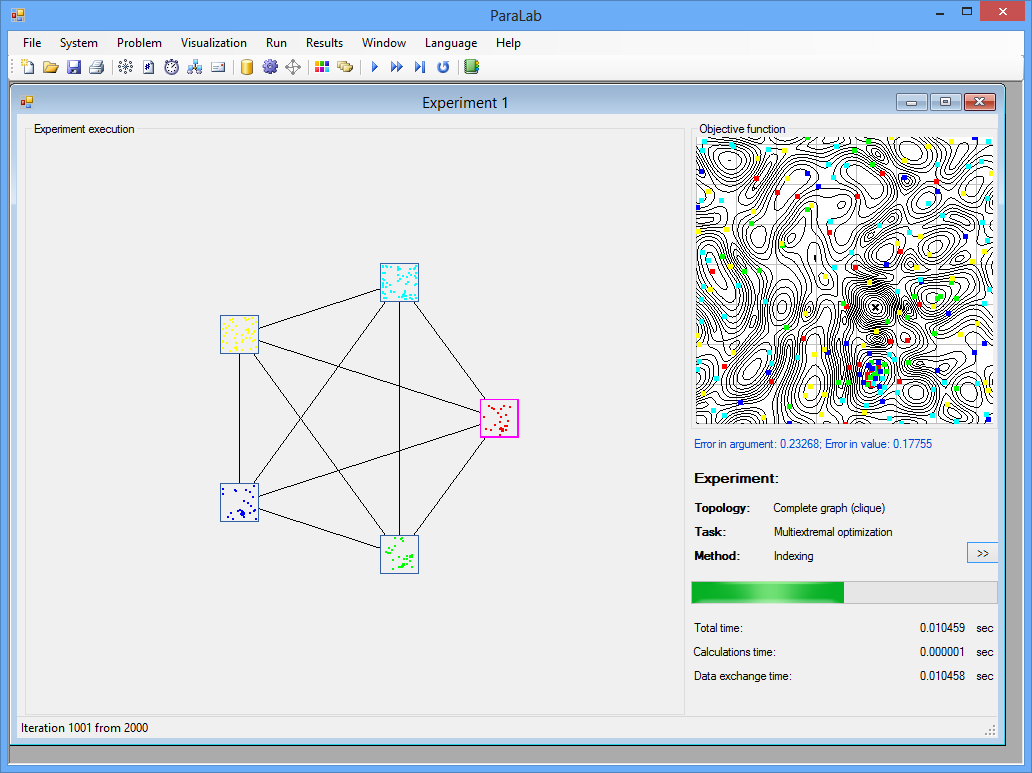 ParaLab
File System Problem Visualization Run Results Window Language Help
Experiment 1
Experiment execution
Objective function
Error in argument: 0.23268; Error in value: 0.17755
Experiment:
Topology: Complete graph (clique)
Task: Multiextremal optimization
Method: Indexing
>>
Total time: 0.010459 sec
Calculations time: 0.000001 sec
Data exchange time: 0.010458 sec
Iteration 1001 from 2000